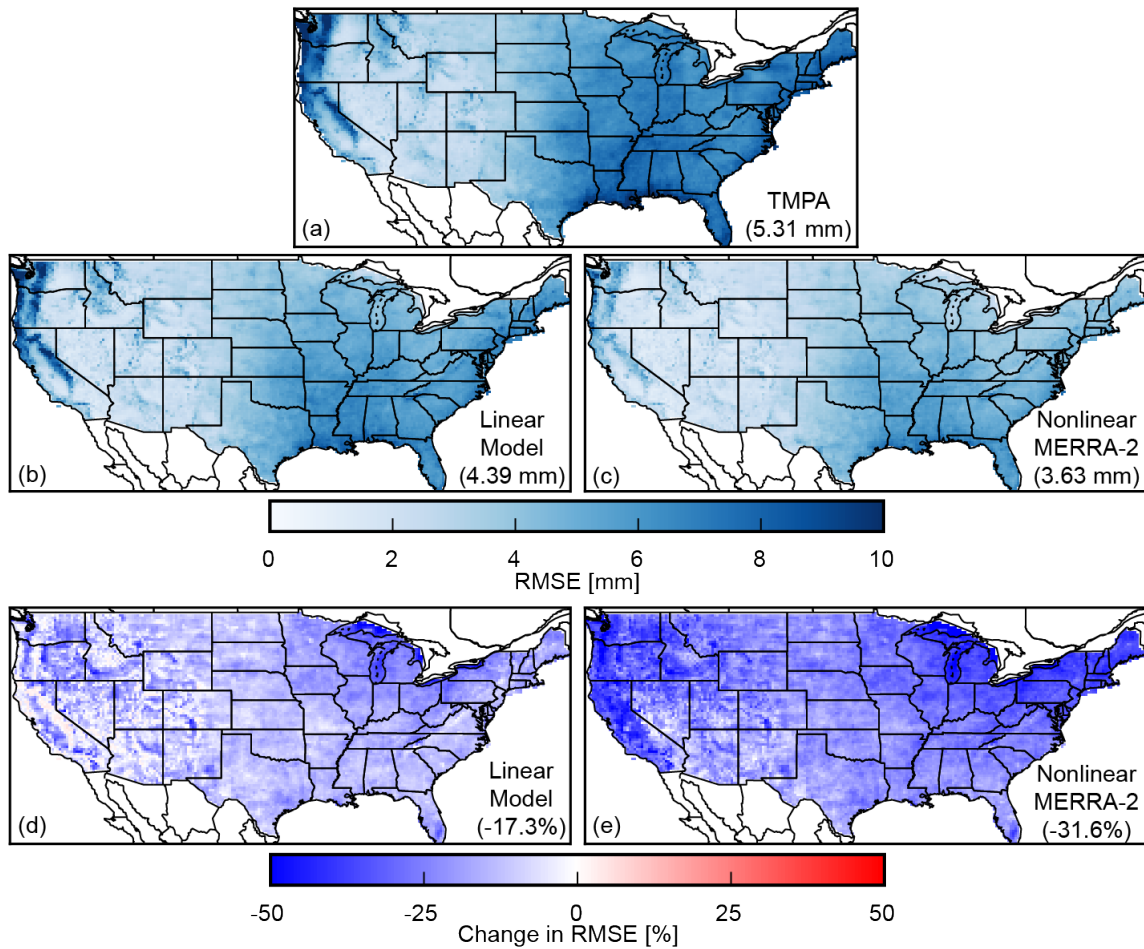 TMPA
(a)
(5.31 mm)
Linear
Model
(b)
(4.39 mm)
Nonlinear
MERRA-2
(c)
(3.63 mm)
0 2 4 6 8 10
RMSE [mm]
Linear
Model
(d)
(-17.3%)
Nonlinear
MERRA-2
(e)
(-31.6%)
-50 -25 0 25 50
Change in RMSE [%]